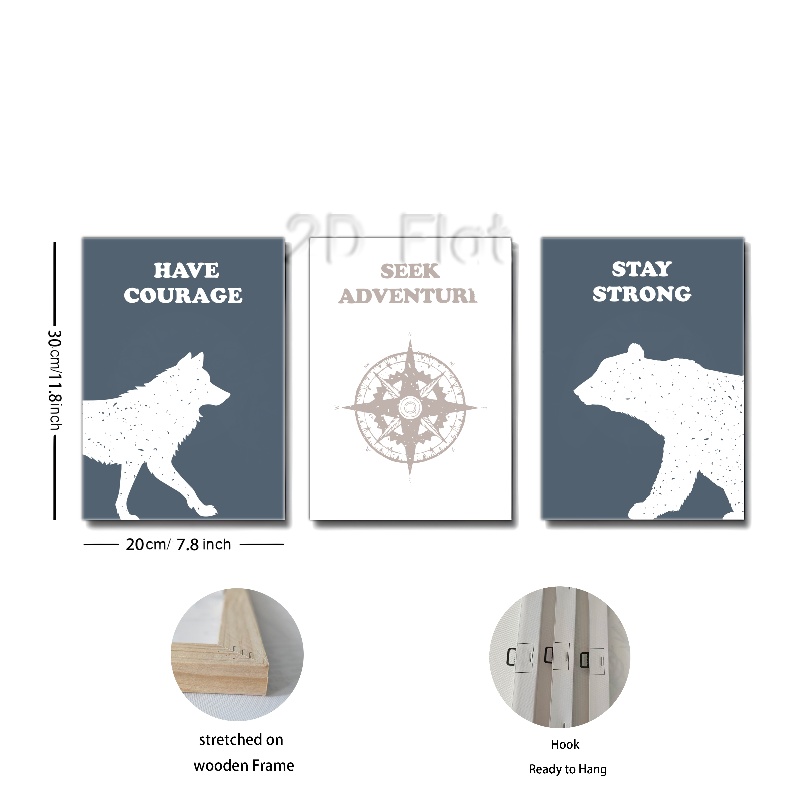 2D Flat
HAVE
COURAGE
SEEK
ADVENTURI
STAY
STRONG
30cm/11.8inch
20cm/ 7.8 inch
stretched on
wooden Frame
Hook
Ready to Hang